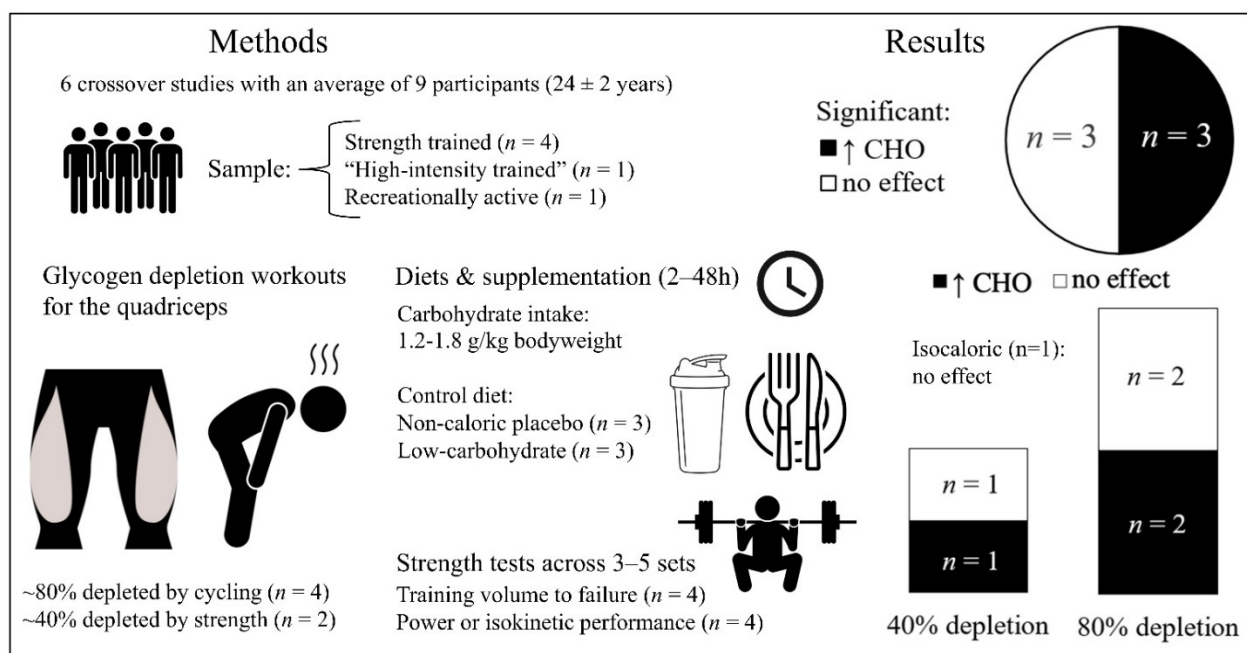 Methods
6 crossover studies with an average of 9 participants (24 ± 2 years)
Sample:
Strength trained (n = 4)
“High-intensity trained” (n = 1)
Recreationally active (n = 1)
Glycogen depletion workouts
for the quadriceps
~80% depleted by cycling (n = 4)
~40% depleted by strength (n = 2)
Diets & supplementation (2–48h)
Carbohydrate intake:
1.2-1.8 g/kg bodyweight
Control diet:
Non-caloric placebo (n = 3)
Low-carbohydrate (n = 3)
Strength tests across 3–5 sets
Training volume to failure (n = 4)
Power or isokinetic performance (n = 4)
Results
Significant:
■ ↑ CHO
□ no effect
n = 3
n = 3
■ ↑ CHO □ no effect
Isocaloric (n=1):
no effect
n = 1
n = 1
40% depletion
n = 2
n = 2
80% depletion